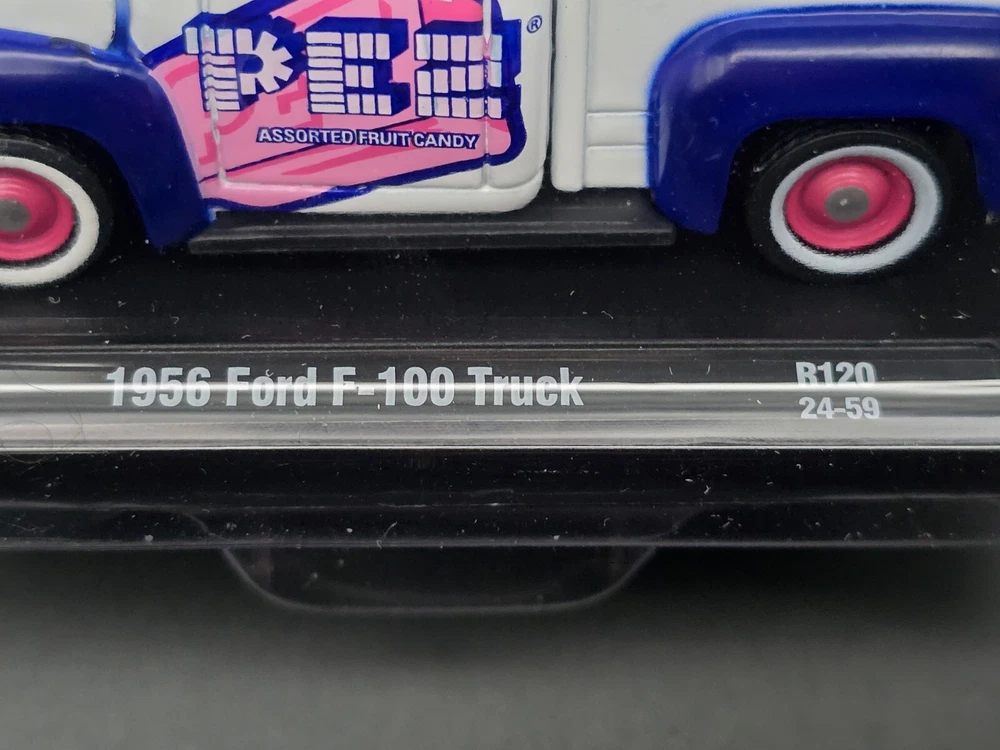 PEZ®
ASSORTED FRUIT CANDY
1956 Ford F-100 Truck
R120
24-59